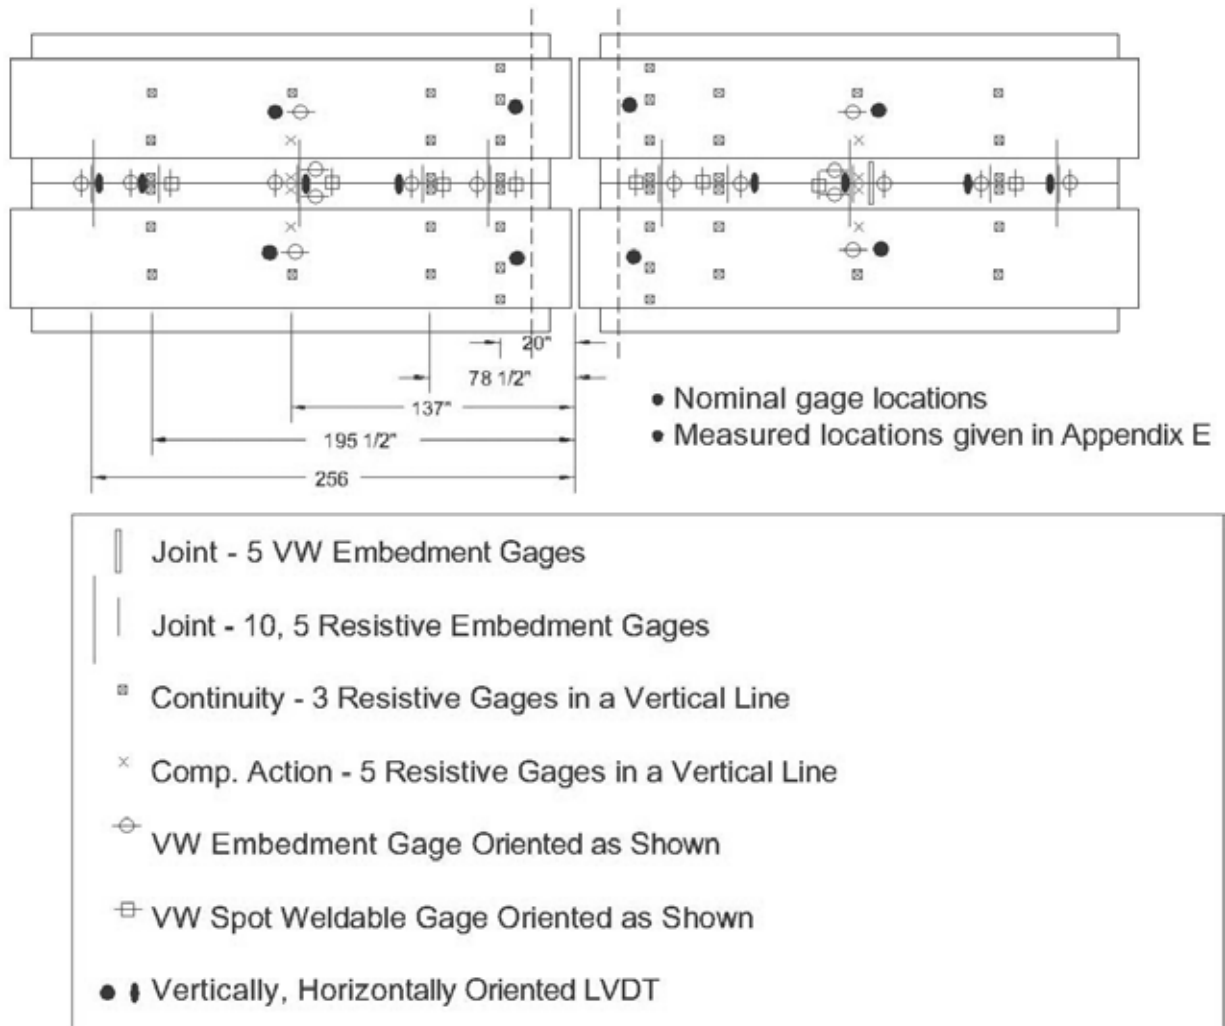 20"
78 1/2"
137"
195 1/2"
256
• Nominal gage locations
• Measured locations given in Appendix E
Joint - 5 VW Embedment Gages
Joint - 10, 5 Resistive Embedment Gages
Continuity - 3 Resistive Gages in a Vertical Line
Comp. Action - 5 Resistive Gages in a Vertical Line
VW Embedment Gage Oriented as Shown
VW Spot Weldable Gage Oriented as Shown
Vertically, Horizontally Oriented LVDT